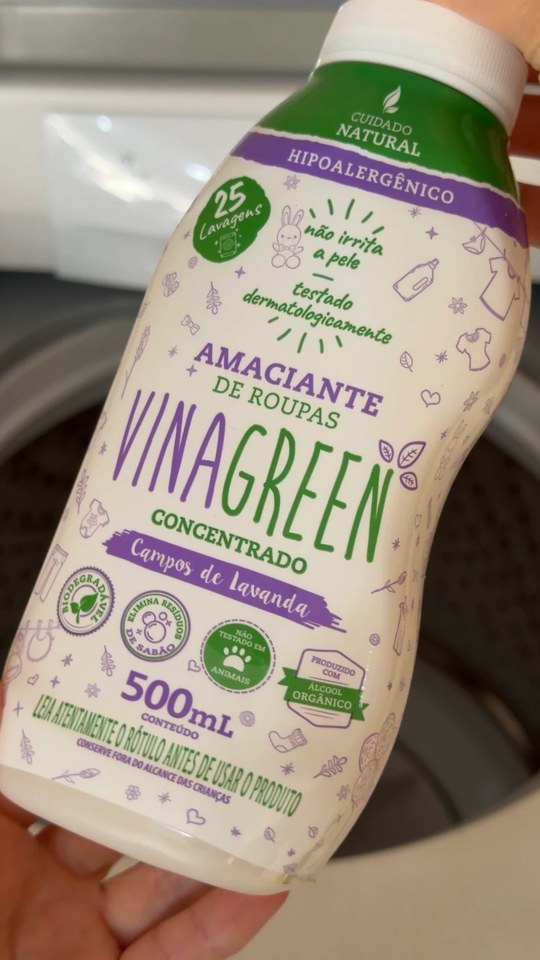 CUIDADO
NATURAL
HIPOALERGÊNICO
25
Lavagens
não irrita
a pele
testado
dermatologicamente
AMACIANTE
DE ROUPAS
VINAGREEN
CONCENTRADO
Campos de Lavanda
BIODEGRADÁVEL
ELIMINA RESÍDUOS
DE SABÃO
NÃO
TESTADO EM
ANIMAIS
PRODUZIDO
COM
ÁLCOOL
ORGÂNICO
500mL
CONTEÚDO
LEIA ATENTAMENTE O RÓTULO ANTES DE USAR O PRODUTO
CONSERVE FORA DO ALCANCE DAS CRIANÇAS